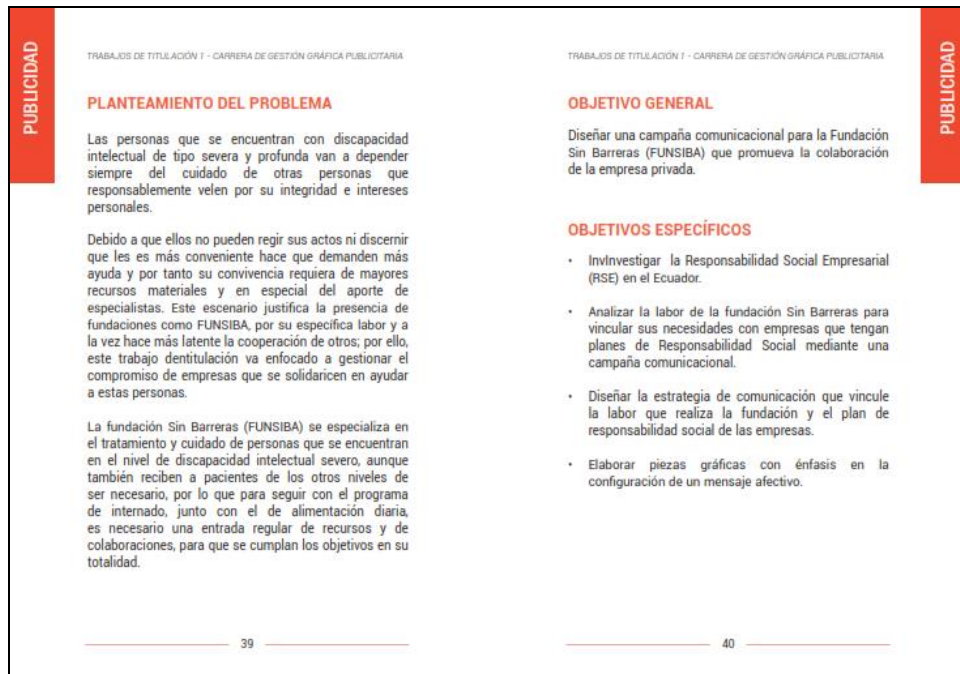 PUBLICIDAD
TRABAJOS DE TITULACIÓN 1 - CARRERA DE GESTIÓN GRÁFICA PUBLICITARIA
PLANTEAMIENTO DEL PROBLEMA
Las personas que se encuentran con discapacidad
intelectual de tipo severa y profunda van a depender
siempre del cuidado de otras personas que
responsablemente velen por su integridad e intereses
personales.
Debido a que ellos no pueden regir sus actos ni discernir
que les es más conveniente hace que demanden más
ayuda y por tanto su convivencia requiera de mayores
recursos materiales y en especial del aporte de
especialistas. Este escenario justifica la presencia de
fundaciones como FUNSIBA, por su específica labor y a
la vez hace más latente la cooperación de otros; por ello,
este trabajo dentitulación va enfocado a gestionar el
compromiso de empresas que se solidaricen en ayudar
a estas personas.
La fundación Sin Barreras (FUNSIBA) se especializa en
el tratamiento y cuidado de personas que se encuentran
en el nivel de discapacidad intelectual severo, aunque
también reciben a pacientes de los otros niveles de
ser necesario, por lo que para seguir con el programa
de internado, junto con el de alimentación diaria,
es necesario una entrada regular de recursos y de
colaboraciones, para que se cumplan los objetivos en su
totalidad.
39
TRABAJOS DE TITULACIÓN 1 - CARRERA DE GESTIÓN GRÁFICA PUBLICITARIA
OBJETIVO GENERAL
Diseñar una campaña comunicacional para la Fundación
Sin Barreras (FUNSIBA) que promueva la colaboración
de la empresa privada.
OBJETIVOS ESPECÍFICOS
• InvInvestigar la Responsabilidad Social Empresarial
(RSE) en el Ecuador.
• Analizar la labor de la fundación Sin Barreras para
vincular sus necesidades con empresas que tengan
planes de Responsabilidad Social mediante una
campaña comunicacional.
• Diseñar la estrategia de comunicación que vincule
la labor que realiza la fundación y el plan de
responsabilidad social de las empresas.
• Elaborar piezas gráficas con énfasis en la
configuración de un mensaje afectivo.
40
PUBLICIDAD